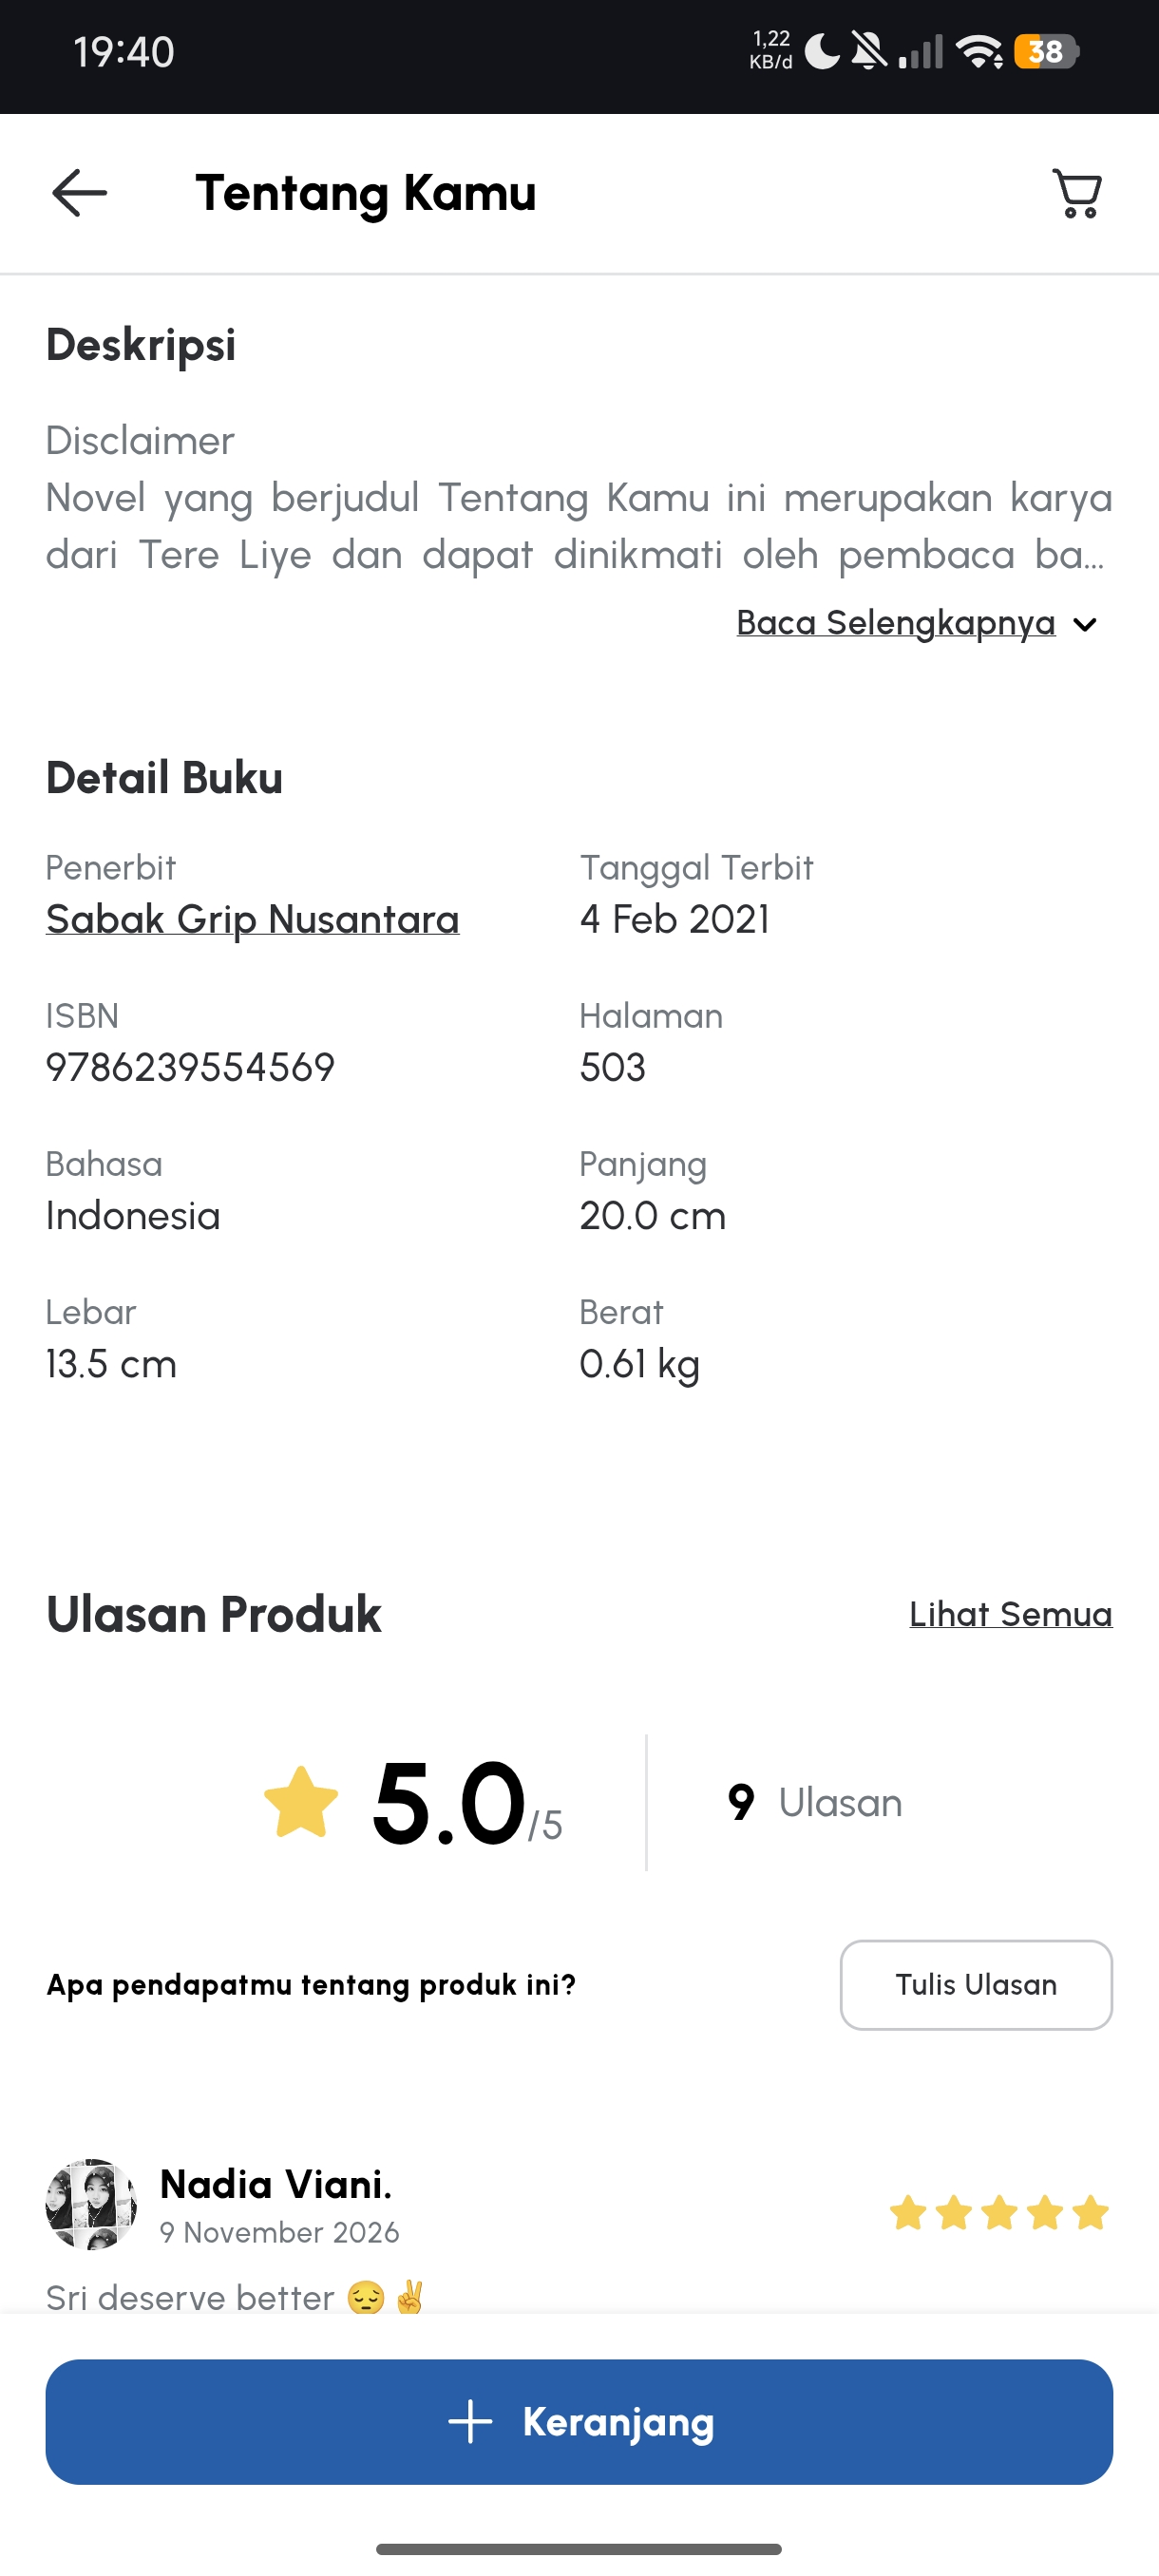 19:40
1,22
KB/d
38
Tentang Kamu
Deskripsi
Disclaimer
Novel yang berjudul Tentang Kamu ini merupakan karya
dari Tere Liye dan dapat dinikmati oleh pembaca ba...
Baca Selengkapnya
Detail Buku
Penerbit
Sabak Grip Nusantara
Tanggal Terbit
4 Feb 2021
ISBN
9786239554569
Halaman
503
Bahasa
Indonesia
Panjang
20.0 cm
Lebar
13.5 cm
Berat
0.61 kg
Ulasan Produk
Lihat Semua
5.0/5
9 Ulasan
Apa pendapatmu tentang produk ini?
Tulis Ulasan
Nadia Viani.
9 November 2026
Sri deserve better 😔✌️
+ Keranjang